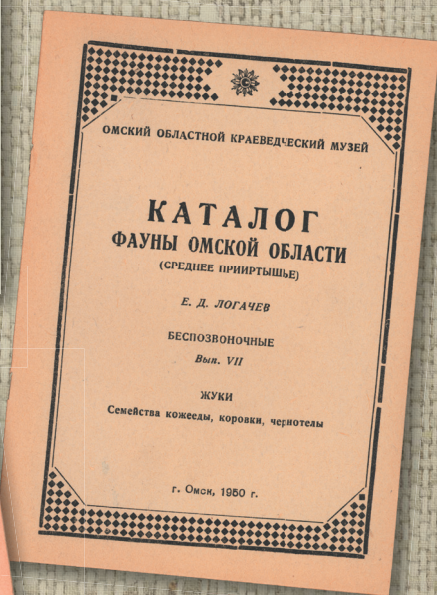 ОМСКИЙ ОБЛАСТНОЙ КРАЕВЕДЧЕСКИЙ МУЗЕЙ
КАТАЛОГ
ФАУНЫ ОМСКОЙ ОБЛАСТИ
(СРЕДНЕЕ ПРИИРТЫШЬЕ)
Е. Д. ЛОГАЧЕВ
БЕСПОЗВОНОЧНЫЕ
Вып. VII
ЖУКИ
Семейства кожееды, коровки, чернотелы
г. Омск, 1950 г.